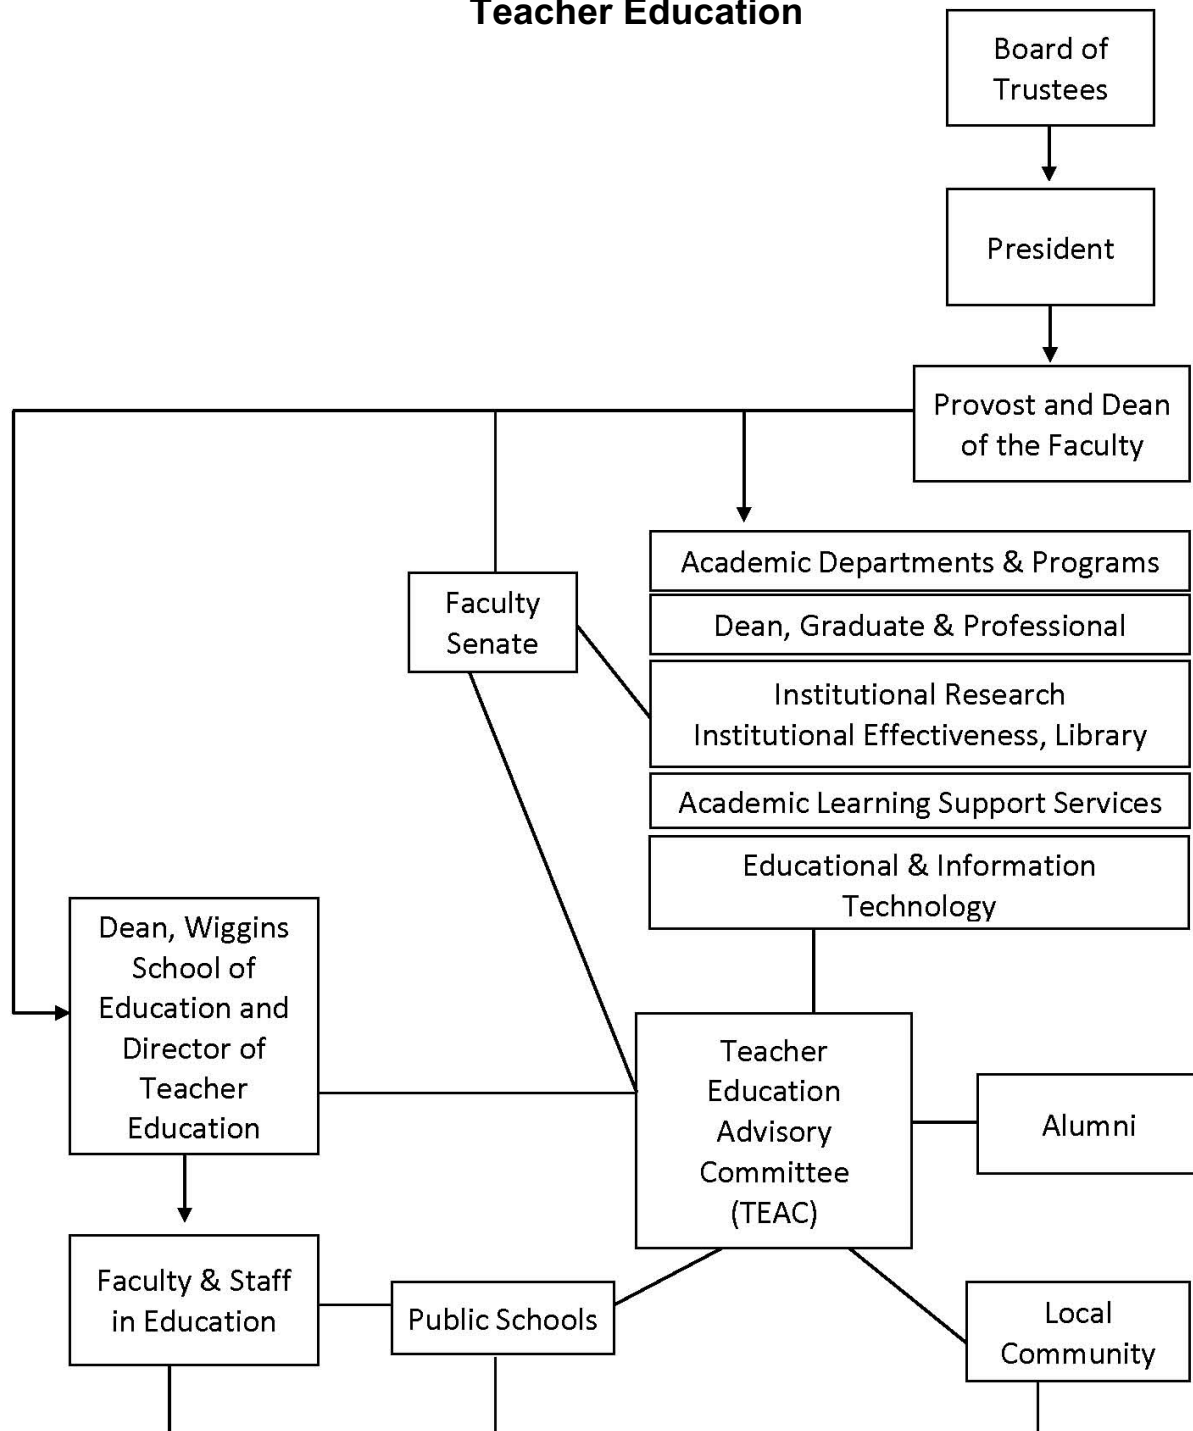 Teacher Education
Board of
Trustees
President
Provost and Dean
of the Faculty
Academic Departments & Programs
Faculty
Senate
Dean, Graduate & Professional
Institutional Research
Institutional Effectiveness, Library
Academic Learning Support Services
Educational & Information
Technology
Dean, Wiggins
School of
Education and
Director of
Teacher
Education
Teacher
Education
Advisory
Committee
(TEAC)
Alumni
Faculty & Staff
in Education
Public Schools
Local
Community